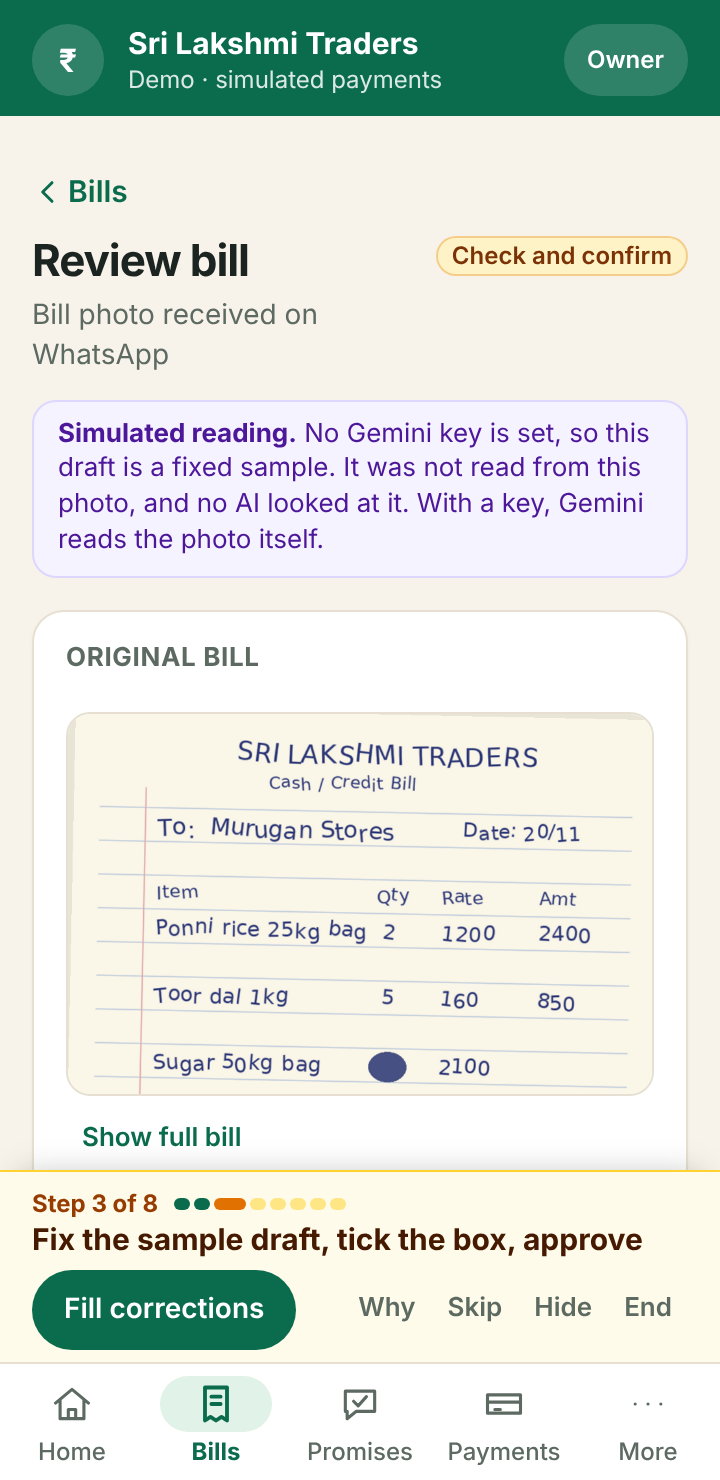 ₹ Sri Lakshmi Traders Owner
Demo · simulated payments
Bills
Review bill Check and confirm
Bill photo received on
WhatsApp
Simulated reading. No Gemini key is set, so this
draft is a fixed sample. It was not read from this
photo, and no AI looked at it. With a key, Gemini
reads the photo itself.
ORIGINAL BILL
SRI LAKSHMI TRADERS
Cash / Credit Bill
To: Murugan Stores Date: 20/11
Item Qty Rate Amt
Ponni rice 25kg bag 2 1200 2400
Toor dal 1kg 5 160 850
Sugar 50kg bag 2100
Show full bill
Step 3 of 8
Fix the sample draft, tick the box, approve
Fill corrections Why Skip Hide End
Home Bills Promises Payments More